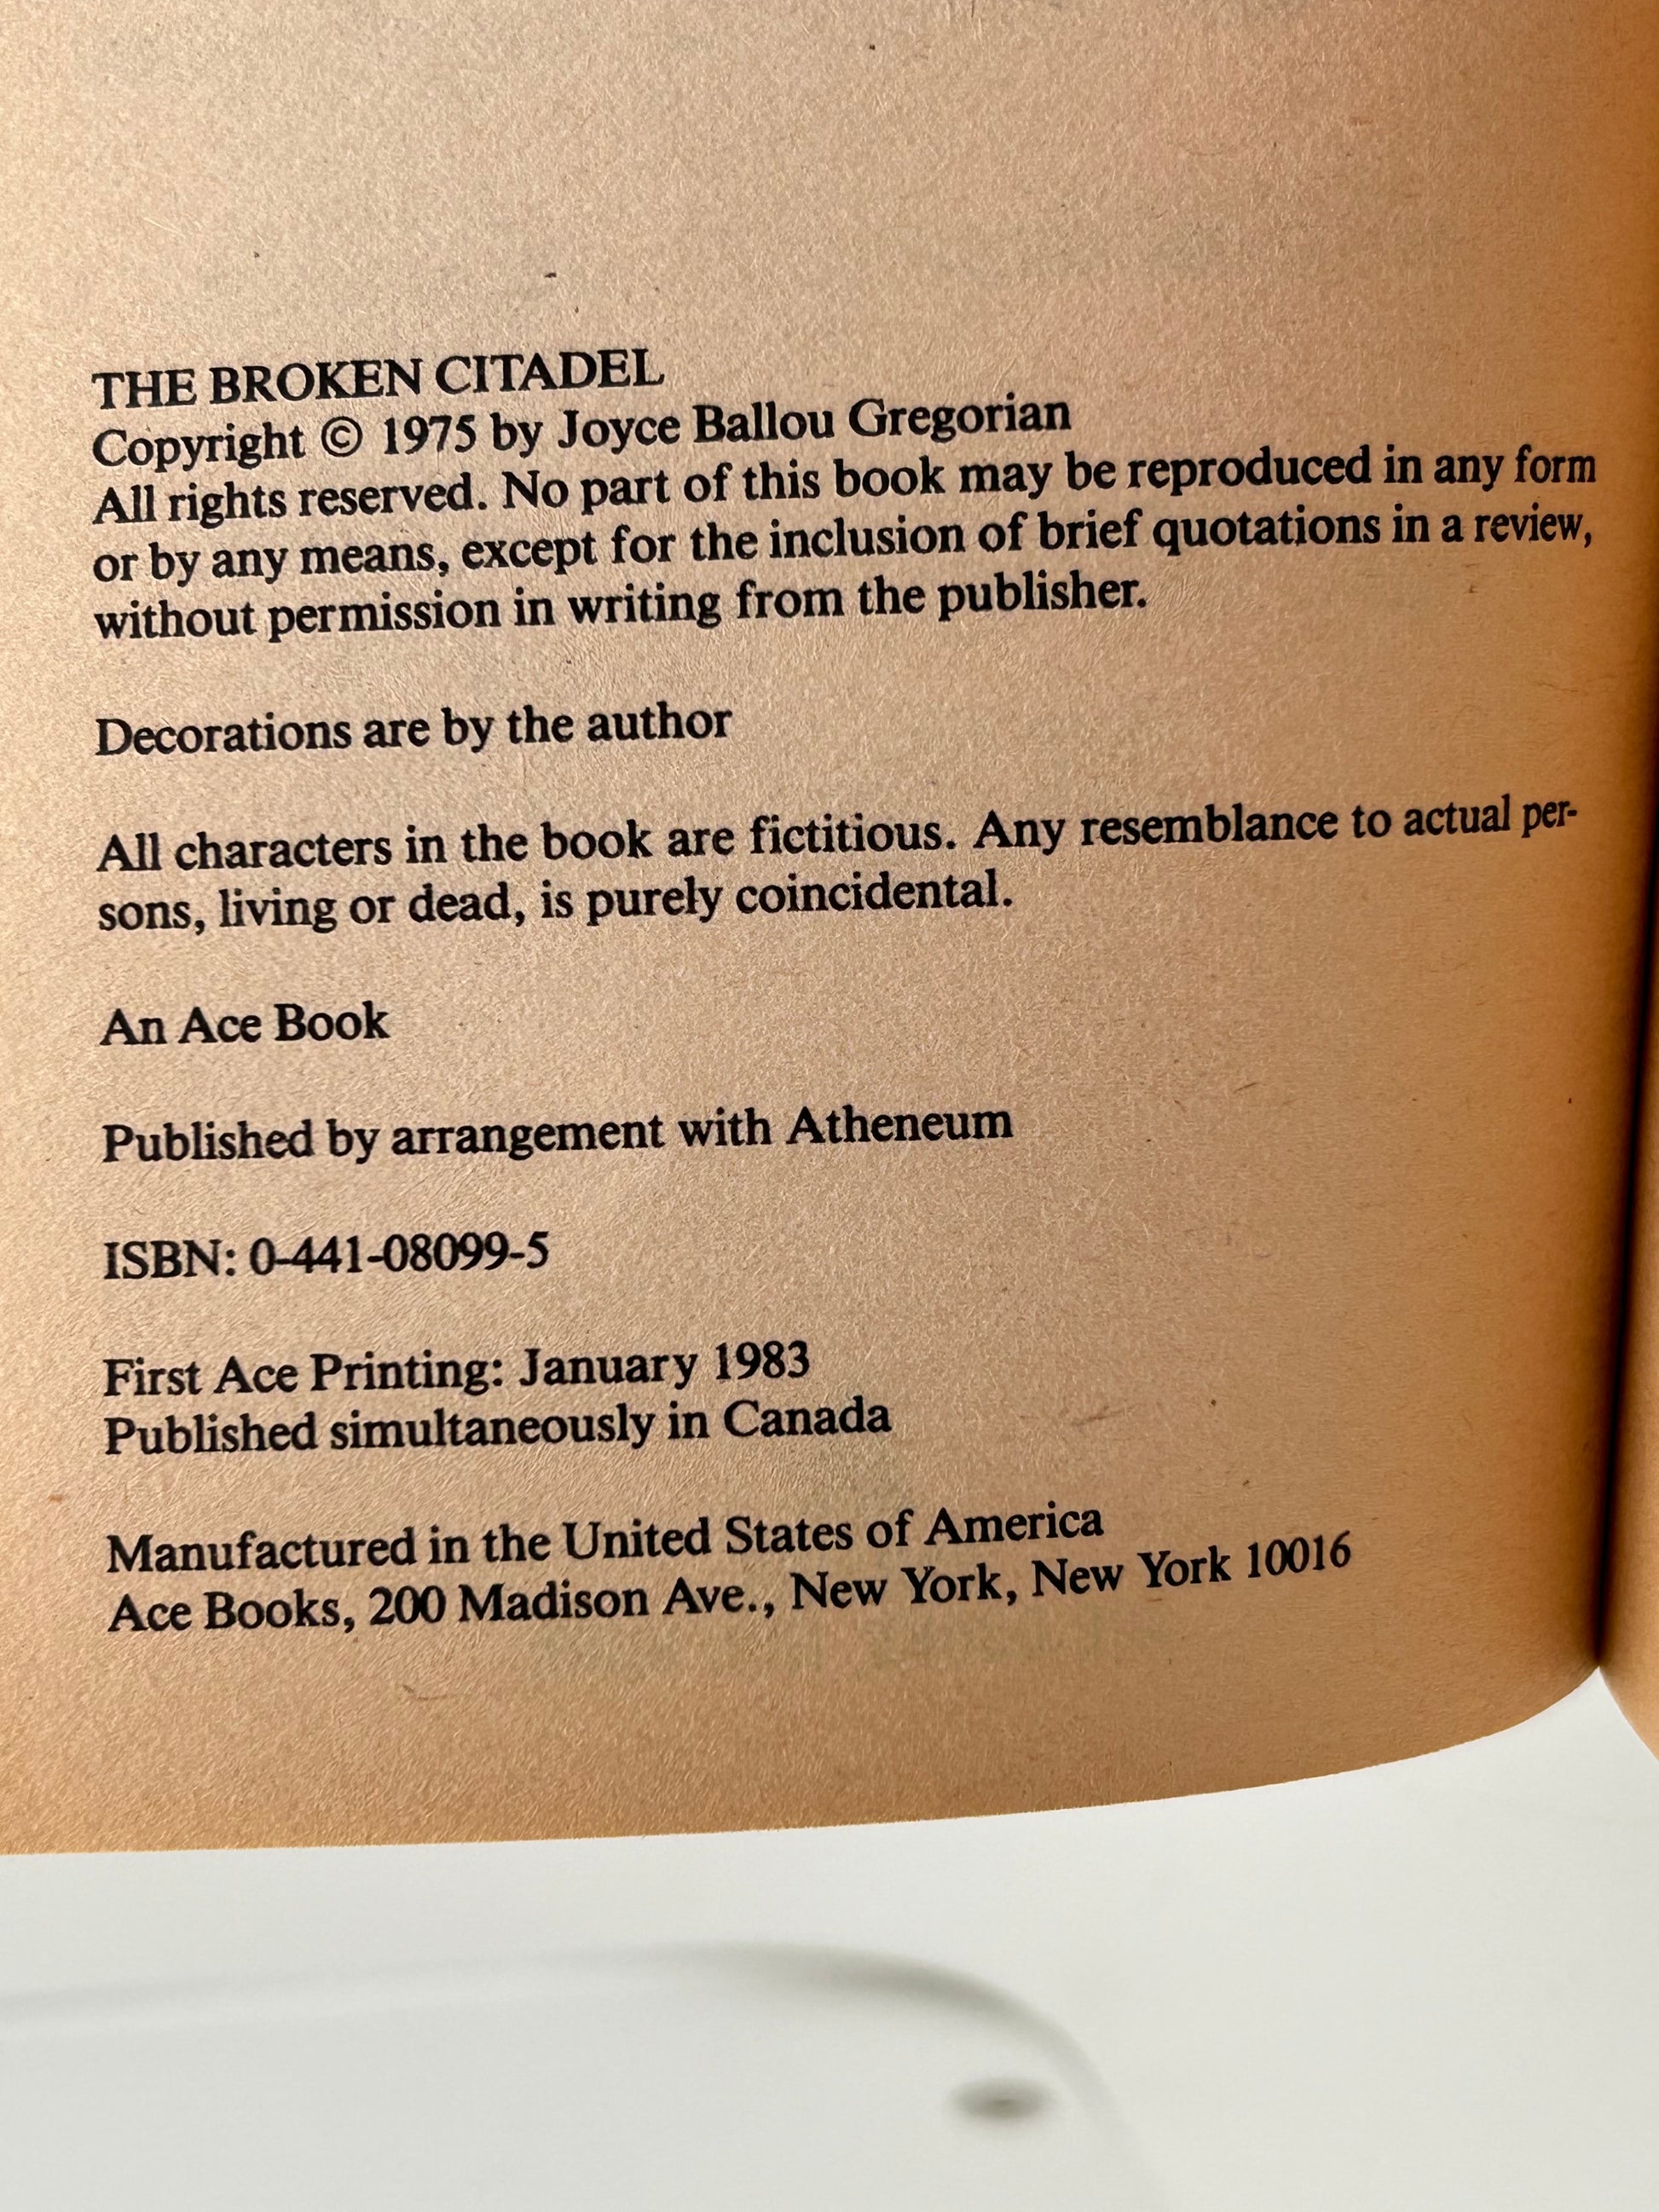 THE BROKEN CITADEL
Copyright © 1975 by Joyce Ballou Gregorian
All rights reserved. No part of this book may be reproduced in any form
or by any means, except for the inclusion of brief quotations in a review,
without permission in writing from the publisher.
Decorations are by the author
All characters in the book are fictitious. Any resemblance to actual per-
sons, living or dead, is purely coincidental.
An Ace Book
Published by arrangement with Atheneum
ISBN: 0-441-08099-5
First Ace Printing: January 1983
Published simultaneously in Canada
Manufactured in the United States of America
Ace Books, 200 Madison Ave., New York, New York 10016